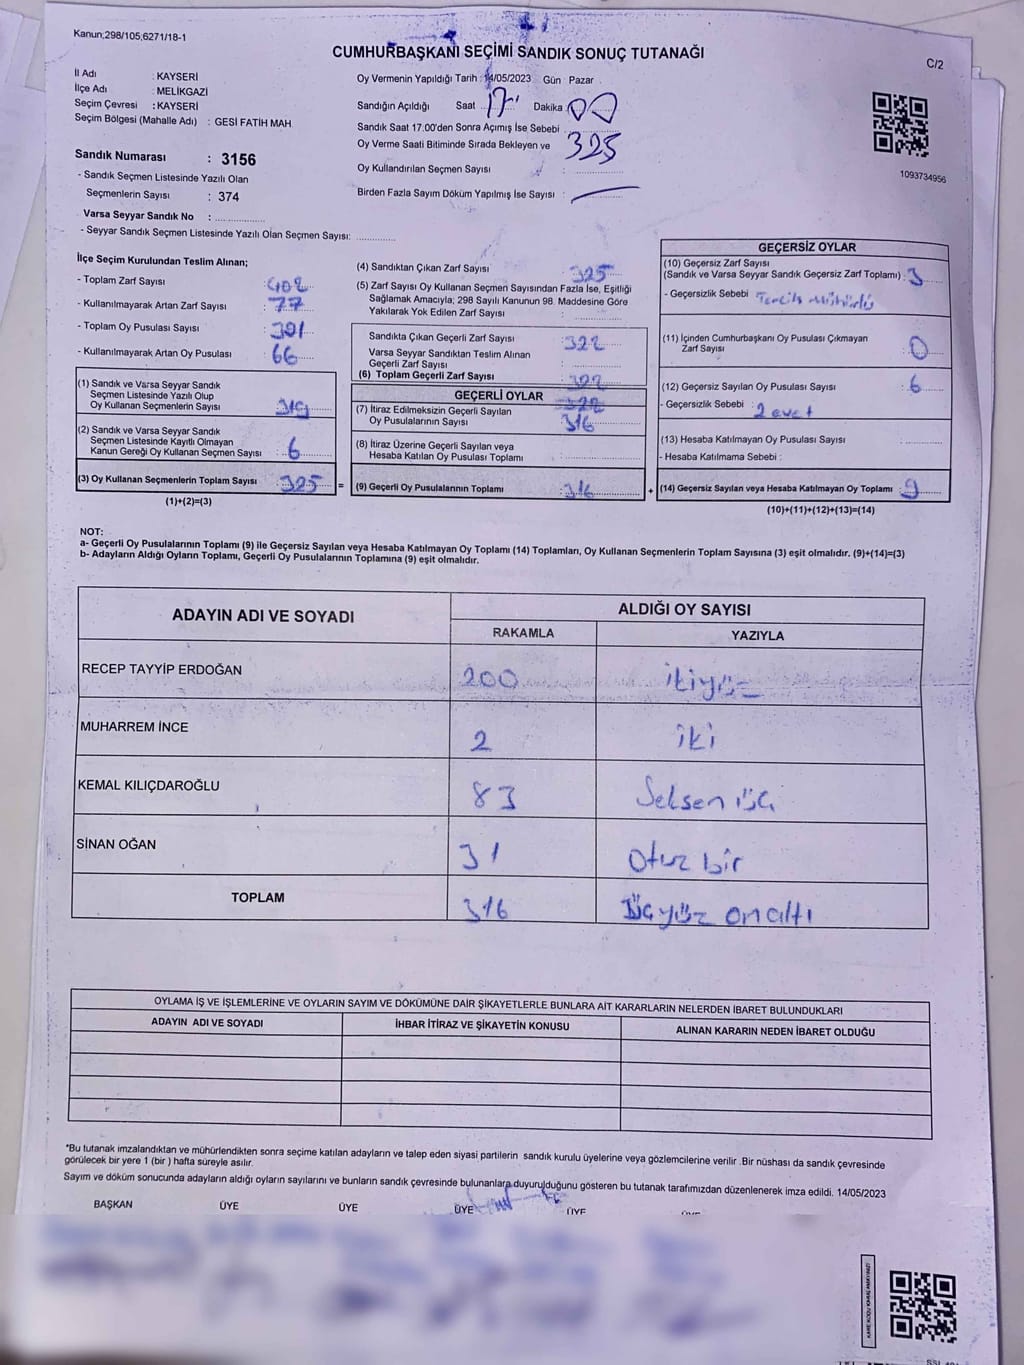 Kanun;298/105,6271/18-1
CUMHURBAŞKANI SEÇİMİ SANDIK SONUÇ TUTANAĞI
C/2
İl Adı : KAYSERİ
İlçe Adı : MELİKGAZİ
Seçim Çevresi : KAYSERİ
Seçim Bölgesi (Mahalle Adı) : GESİ FATİH MAH
Sandık Numarası : 3156
- Sandık Seçmen Listesinde Yazılı Olan
Seçmenlerin Sayısı : 374
Varsa Seyyar Sandık No :
- Seyyar Sandık Seçmen Listesinde Yazılı Olan Seçmen Sayısı:
Oy Vermenin Yapıldığı Tarih : 14/05/2023 Gün Pazar
Sandığın Açıldığı Saat 17 Dakika 00
Sandık Saat 17:00'den Sonra Açımış İse Sebebi :
Oy Verme Saati Bitiminde Sırada Bekleyen ve
325
Oy Kullandırılan Seçmen Sayısı :
Birden Fazla Sayım Döküm Yapılmış İse Sayısı :
1093734956
İlçe Seçim Kurulundan Teslim Alınan;
- Toplam Zarf Sayısı : 402
- Kullanılmayarak Artan Zarf Sayısı : 77
- Toplam Oy Pusulası Sayısı : 391
- Kullanılmayarak Artan Oy Pusulası : 66
(1) Sandık ve Varsa Seyyar Sandık
Seçmen Listesinde Yazılı Olup
Oy Kullanan Seçmenlerin Sayısı : 319
(2) Sandık ve Varsa Seyyar Sandık
Seçmen Listesinde Kayıtlı Olmayan
Kanun Gereği Oy Kullanan Seçmen Sayısı : 6
(3) Oy Kullanan Seçmenlerin Toplam Sayısı : 325 =
(1)+(2)=(3)
(4) Sandıktan Çıkan Zarf Sayısı : 325
(5) Zarf Sayısı Oy Kullanan Seçmen Sayısından Fazla İse, Eşitliği
Sağlamak Amacıyla; 298 Sayılı Kanunun 98. Maddesine Göre
Yakılarak Yok Edilen Zarf Sayısı :
Sandıkta Çıkan Geçerli Zarf Sayısı : 322
Varsa Seyyar Sandıktan Teslim Alınan
Geçerli Zarf Sayısı :
(6) Toplam Geçerli Zarf Sayısı : 322
GEÇERLİ OYLAR
(7) İtiraz Edilmeksizin Geçerli Sayılan
Oy Pusulalarının Sayısı : 316
(8) İtiraz Üzerine Geçerli Sayılan veya
Hesaba Katılan Oy Pusulası Toplamı :
(9) Geçerli Oy Pusulalarının Toplamı : 316 +
GEÇERSİZ OYLAR
(10) Geçersiz Zarf Sayısı
(Sandık ve Varsa Seyyar Sandık Geçersiz Zarf Toplamı) : 3
- Geçersizlik Sebebi : Tercih Mühürlü
(11) İçinden Cumhurbaşkanı Oy Pusulası Çıkmayan
Zarf Sayısı : 0
(12) Geçersiz Sayılan Oy Pusulası Sayısı : 6
- Geçersizlik Sebebi : 2 evet
(13) Hesaba Katılmayan Oy Pusulası Sayısı :
- Hesaba Katılmama Sebebi :
(14) Geçersiz Sayılan veya Hesaba Katılmayan Oy Toplamı : 9
(10)+(11)+(12)+(13)=(14)
NOT:
a- Geçerli Oy Pusulalarının Toplamı (9) ile Geçersiz Sayılan veya Hesaba Katılmayan Oy Toplamı (14) Toplamları, Oy Kullanan Seçmenlerin Toplam Sayısına (3) eşit olmalıdır. (9)+(14)=(3)
b- Adayların Aldığı Oyların Toplamı, Geçerli Oy Pusulalarının Toplamına (9) eşit olmalıdır.
ADAYIN ADI VE SOYADI ALDIĞI OY SAYISI
RAKAMLA YAZIYLA
RECEP TAYYİP ERDOĞAN 200 ikiyüz
MUHARREM İNCE 2 iki
KEMAL KILIÇDAROĞLU 83 Seksen üç
SİNAN OĞAN 31 Otuz bir
TOPLAM 316 Üçyüz onaltı
OYLAMA İŞ VE İŞLEMLERİNE VE OYLARIN SAYIM VE DÖKÜMÜNE DAİR ŞİKAYETLERLE BUNLARA AİT KARARLARIN NELERDEN İBARET BULUNDUKLARI
ADAYIN ADI VE SOYADI İHBAR İTİRAZ VE ŞİKAYETİN KONUSU ALINAN KARARIN NEDEN İBARET OLDUĞU
*Bu tutanak imzalandıktan ve mühürlendikten sonra seçime katılan adayların ve talep eden siyasi partilerin sandık kurulu üyelerine veya gözlemcilerine verilir .Bir nüshası da sandık çevresinde
görülecek bir yere 1 (bir ) hafta süreyle asılır.
Sayım ve döküm sonucunda adayların aldığı oyların sayılarını ve bunların sandık çevresinde bulunanlara duyurulduğunu gösteren bu tutanak tarafımızdan düzenlenerek imza edildi. 14/05/2023
BAŞKAN ÜYE ÜYE ÜYE ÜYE